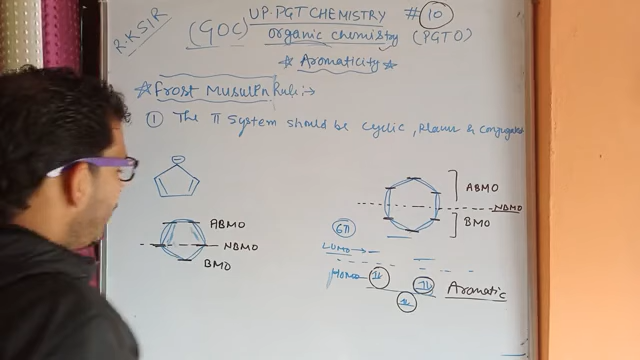 R.K SIR
UP-PGT CHEMISTRY #10
(GOC) organic chemistry (PGT0)
☆ Aromaticity ☆
☆ Frost Musulin Rule :→
① The π System should be cyclic, Planar & Conjugated
⊖
ABMO
NBMO
BMO
ABMO
NBMO
BMO
6π
LUMO →
HOMO
Aromatic